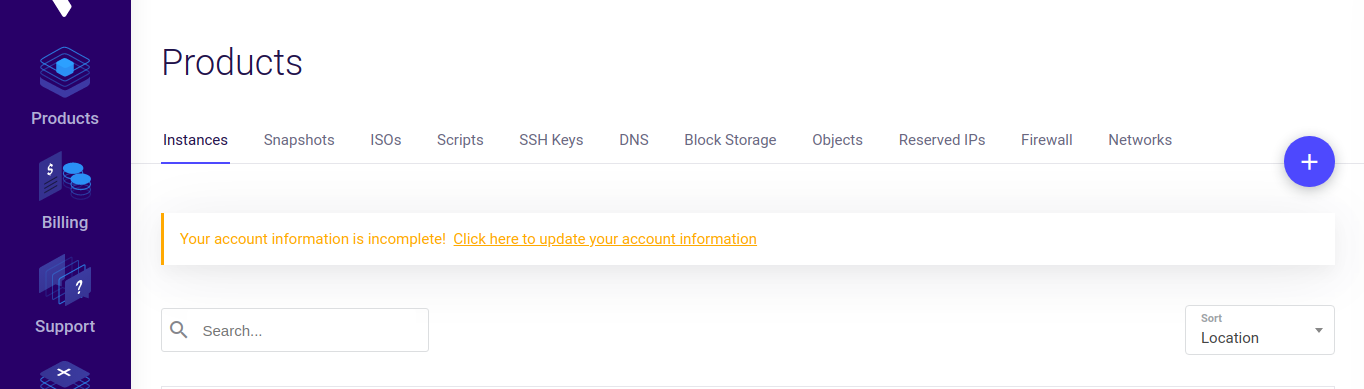 Products
Products
Billing
Support
Instances Snapshots ISOs Scripts SSH Keys DNS Block Storage Objects Reserved IPs Firewall Networks
+
Your account information is incomplete! Click here to update your account information
Search...
Sort
Location